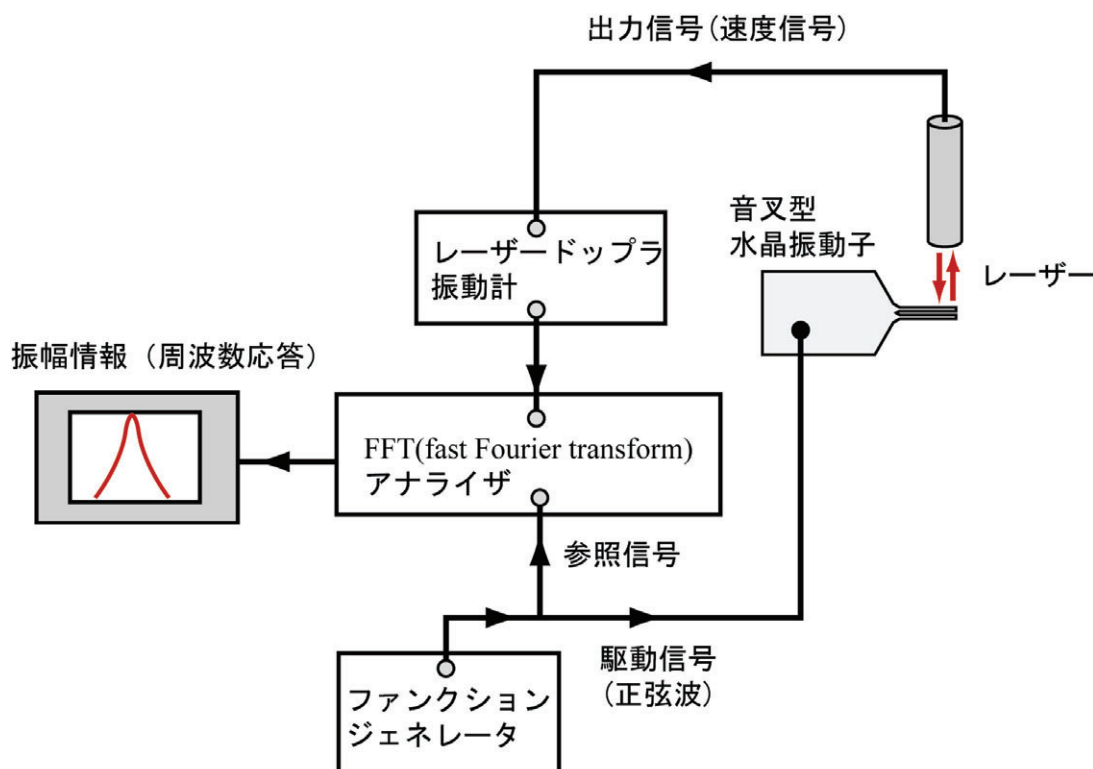 出力信号(速度信号)
音叉型
水晶振動子
レーザードップラ
振動計
レーザー
振幅情報（周波数応答）
FFT(fast Fourier transform)
アナライザ
参照信号
駆動信号
(正弦波)
ファンクション
ジェネレータ